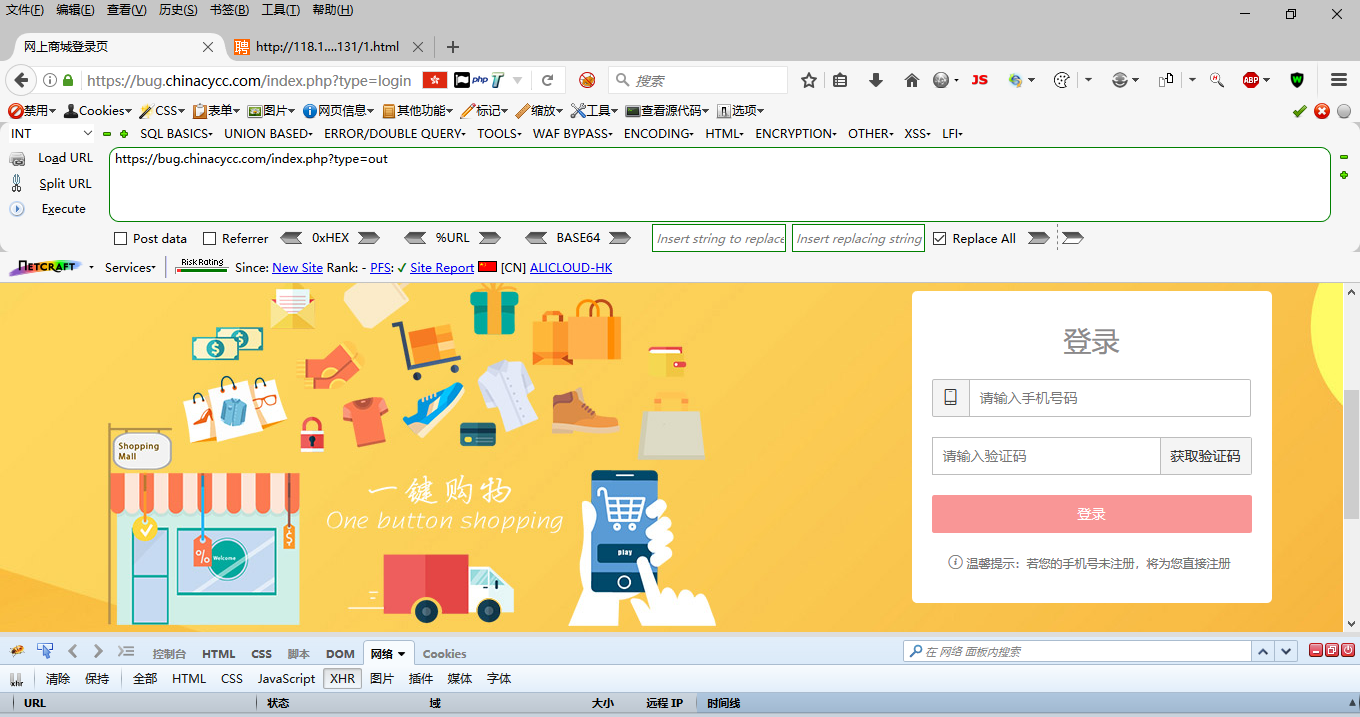 文件(F) 编辑(E) 查看(V) 历史(S) 书签(B) 工具(T) 帮助(H)
网上商城登录页 聘 http://118.1....131/1.html
https://bug.chinacycc.com/index.php?type=login php T 搜索 JS ABP W
禁用 Cookies CSS 表单 图片 网页信息 其他功能 标记 缩放 工具 查看源代码 选项
INT SQL BASICS UNION BASED ERROR/DOUBLE QUERY TOOLS WAF BYPASS ENCODING HTML ENCRYPTION OTHER XSS LFI
Load URL https://bug.chinacycc.com/index.php?type=out
Split URL
Execute
Post data Referrer 0xHEX %URL BASE64 Insert string to replace Insert replacing string Replace All
NETCRAFT Services Risk Rating Since: New Site Rank: - PFS: ✓ Site Report [CN] ALICLOUD-HK
登录
请输入手机号码
请输入验证码 获取验证码
登录
温馨提示：若您的手机号未注册，将为您直接注册
Shopping
Mall
一键购物
One button shopping
Welcome
%
$
play
控制台 HTML CSS 脚本 DOM 网络 Cookies 在 网络 面板内搜索
xhr 清除 保持 全部 HTML CSS JavaScript XHR 图片 插件 媒体 字体
URL 状态 域 大小 远程 IP 时间线